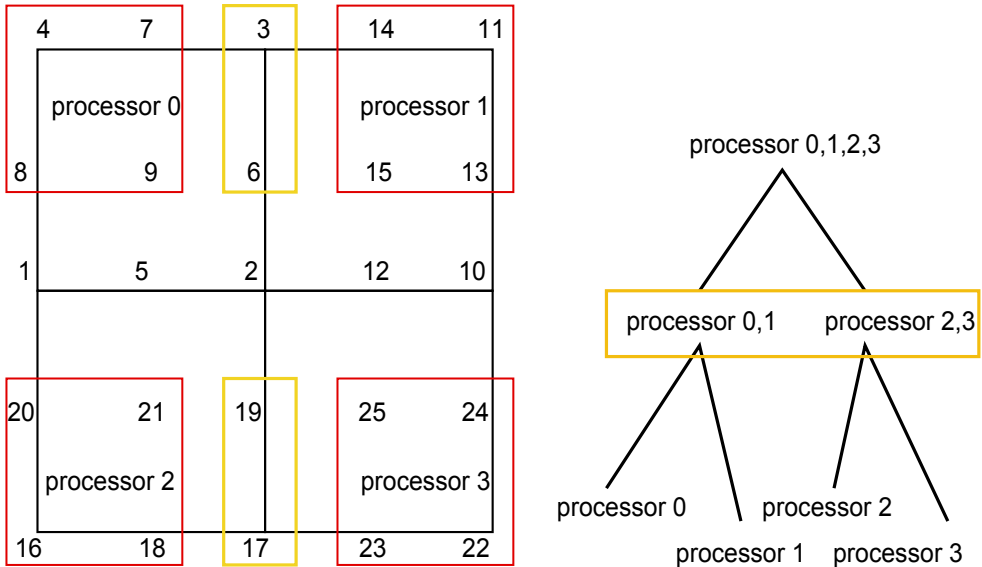 4 7 3 14 11
processor 0 processor 1
8 9 6 15 13
1 5 2 12 10
20 21 19 25 24
processor 2 processor 3
16 18 17 23 22
processor 0,1,2,3
processor 0,1 processor 2,3
processor 0 processor 2
processor 1 processor 3